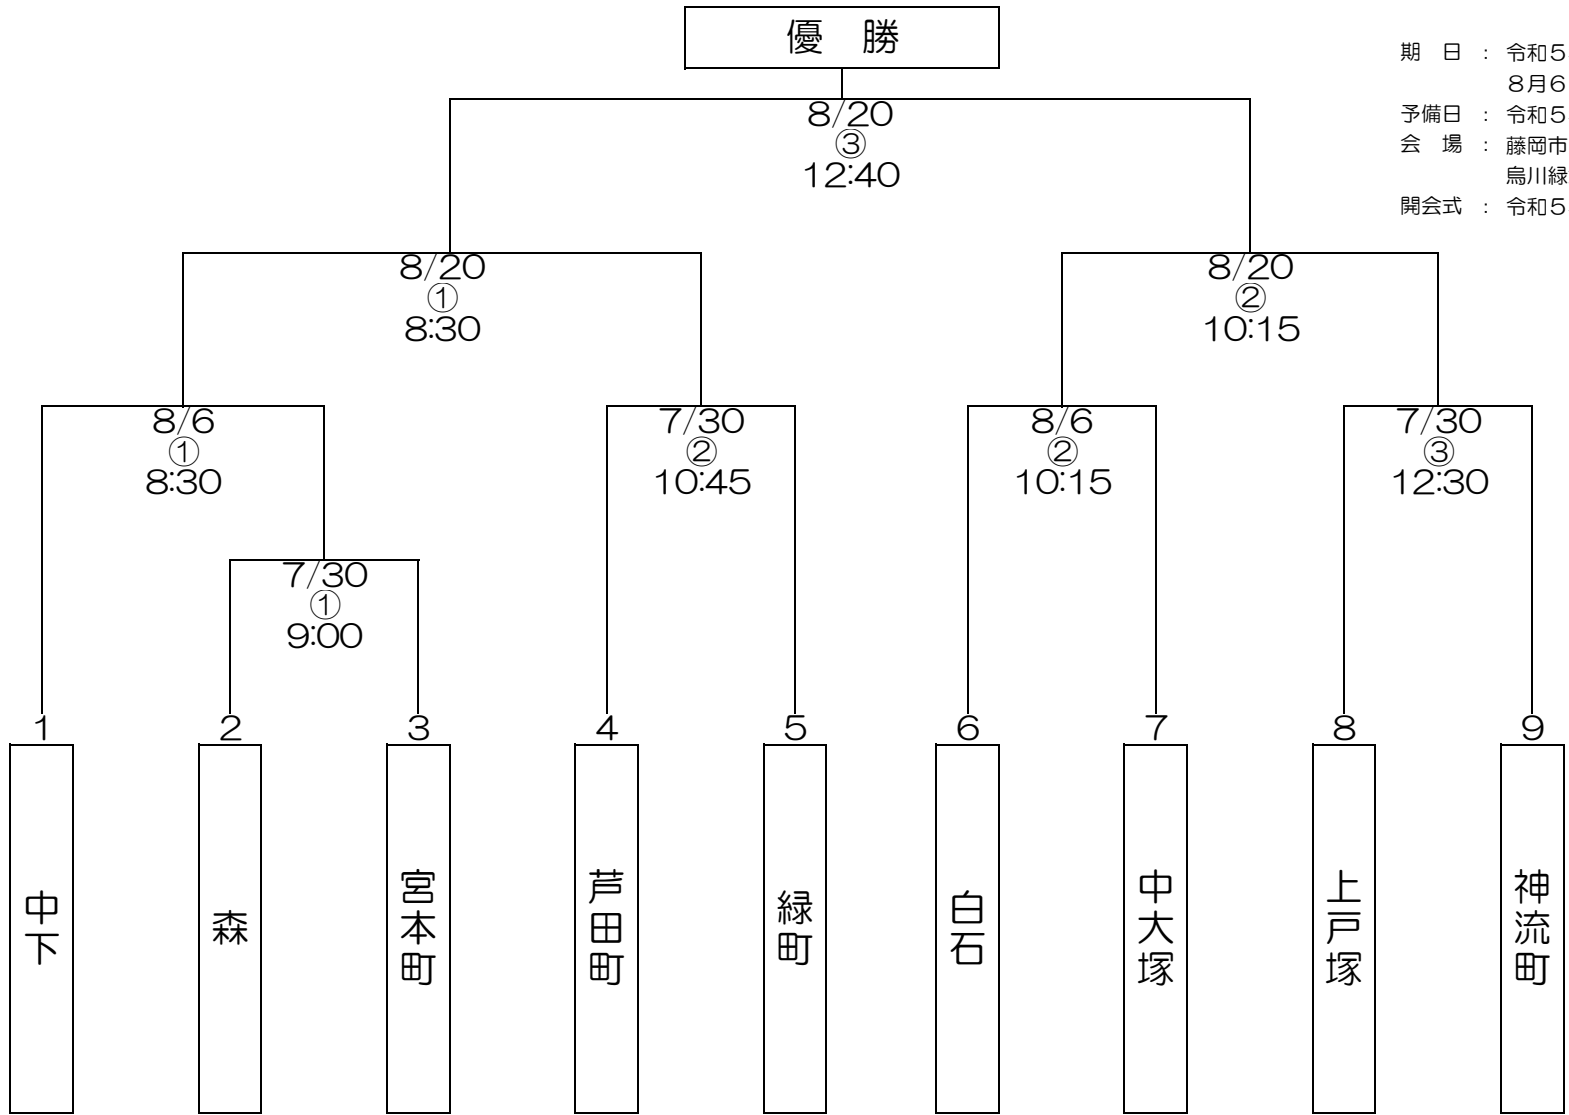 優　勝
期　日　：　令和５
８月６
予備日　：　令和５
会　場　：　藤岡市
烏川緑
開会式　：　令和５
8/20
③
12:40
8/20
①
8:30
8/20
②
10:15
8/6
①
8:30
7/30
②
10:45
8/6
②
10:15
7/30
③
12:30
7/30
①
9:00
1
2
3
4
5
6
7
8
9
中下
森
宮本町
芦田町
緑町
白石
中大塚
上戸塚
神流町